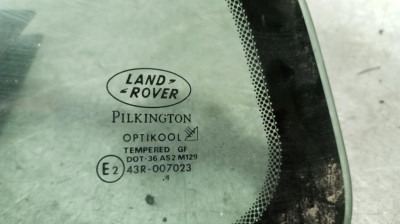 LAND-
-ROVER
PILKINGTON
OPTIKOOL
TEMPERED GF
DOT-36 AS2 M129
E2 43R-007023